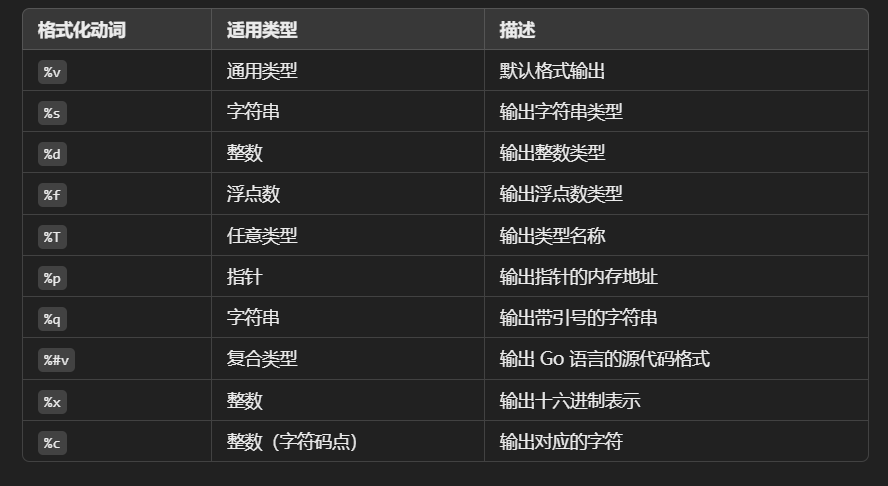 格式化动词 适用类型 描述
%v 通用类型 默认格式输出
%s 字符串 输出字符串类型
%d 整数 输出整数类型
%f 浮点数 输出浮点数类型
%T 任意类型 输出类型名称
%p 指针 输出指针的内存地址
%q 字符串 输出带引号的字符串
%#v 复合类型 输出 Go 语言的源代码格式
%x 整数 输出十六进制表示
%c 整数（字符码点） 输出对应的字符